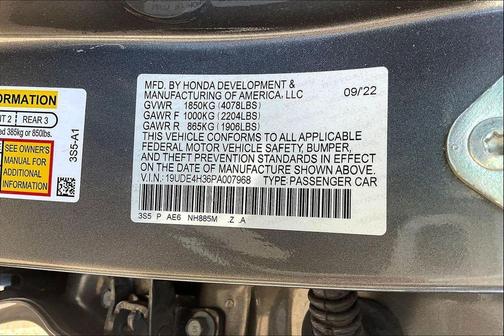 MFD. BY HONDA DEVELOPMENT &
MANUFACTURING OF AMERICA, LLC
09/22
GVWR 1850KG (4078LBS)
GAWR F 1000KG (2204LBS)
GAWR R 865KG (1906LBS)
THIS VEHICLE CONFORMS TO ALL APPLICABLE
FEDERAL MOTOR VEHICLE SAFETY, BUMPER,
AND THEFT PREVENTION STANDARDS IN EFFECT
ON THE DATE OF MANUFACTURE SHOWN ABOVE.
V.I.N.: 19UDE4H36PA007968 TYPE: PASSENGER CAR
3S5 P AE6 NH885M .Z .A
FORMATION
NT 2 REAR 3
ed 385kg or 850lbs.
SEE OWNER'S
MANUAL FOR
ADDITIONAL
INFORMATION
3S5-A1